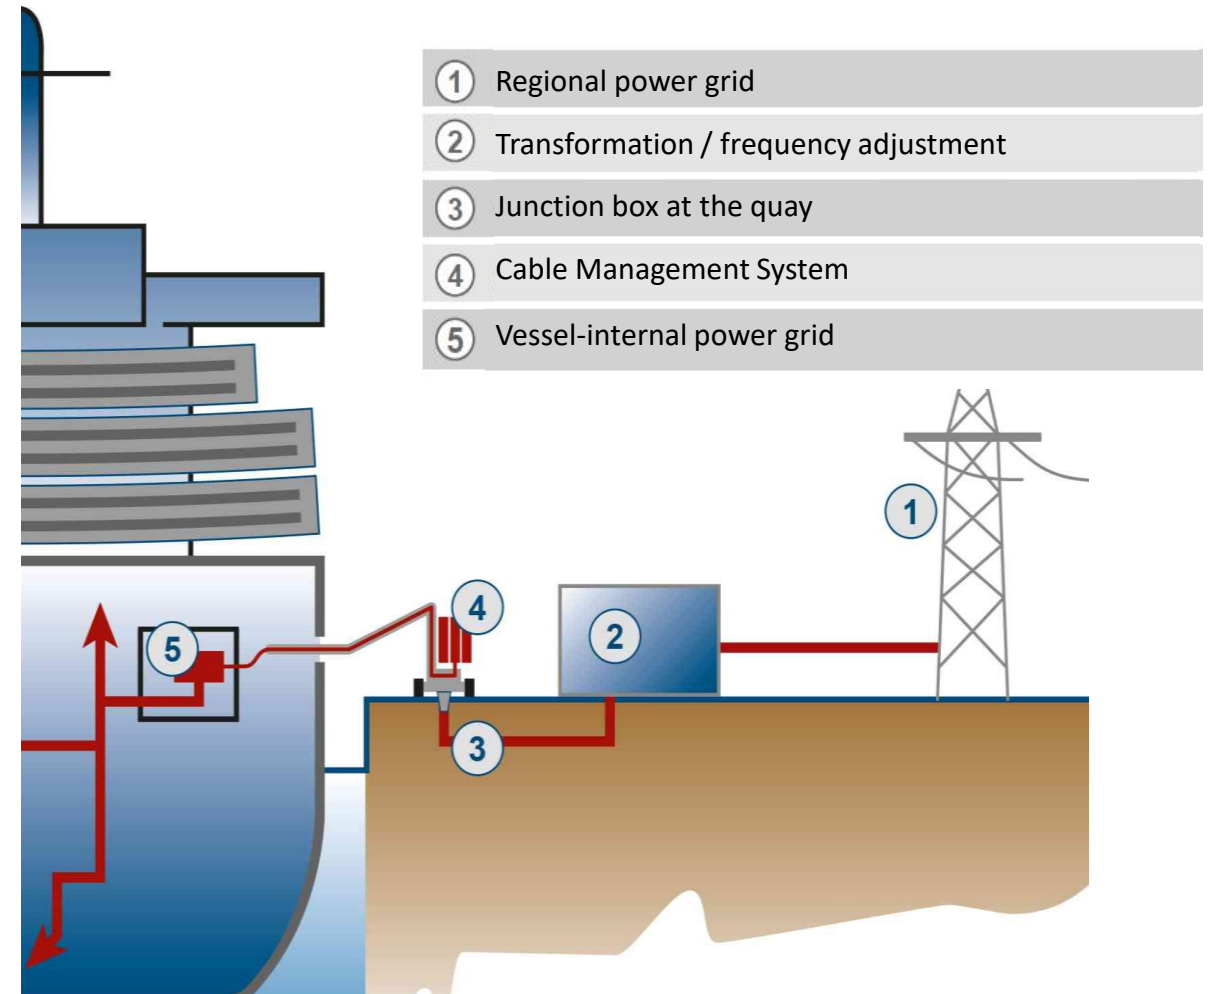 1 Regional power grid
2 Transformation / frequency adjustment
3 Junction box at the quay
4 Cable Management System
5 Vessel-internal power grid
1
4
2
5
3